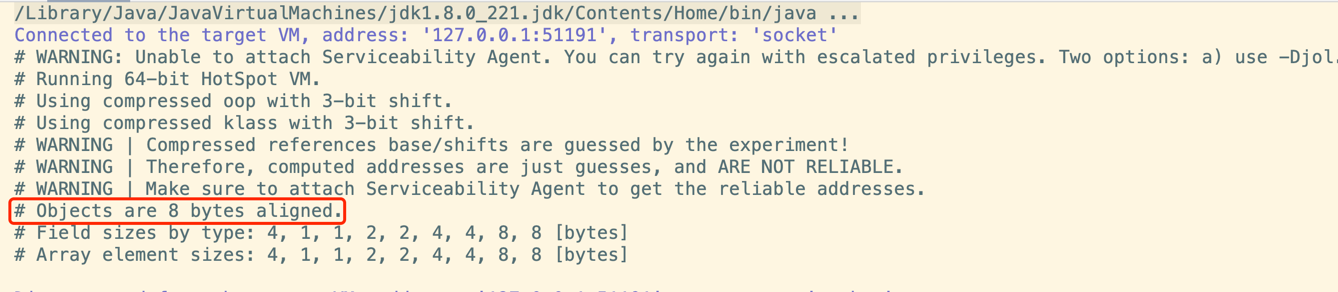 /Library/Java/JavaVirtualMachines/jdk1.8.0_221.jdk/Contents/Home/bin/java ...
Connected to the target VM, address: '127.0.0.1:51191', transport: 'socket'
# WARNING: Unable to attach Serviceability Agent. You can try again with escalated privileges. Two options: a) use -Djol.
# Running 64-bit HotSpot VM.
# Using compressed oop with 3-bit shift.
# Using compressed klass with 3-bit shift.
# WARNING | Compressed references base/shifts are guessed by the experiment!
# WARNING | Therefore, computed addresses are just guesses, and ARE NOT RELIABLE.
# WARNING | Make sure to attach Serviceability Agent to get the reliable addresses.
# Objects are 8 bytes aligned.
# Field sizes by type: 4, 1, 1, 2, 2, 4, 4, 8, 8 [bytes]
# Array element sizes: 4, 1, 1, 2, 2, 4, 4, 8, 8 [bytes]